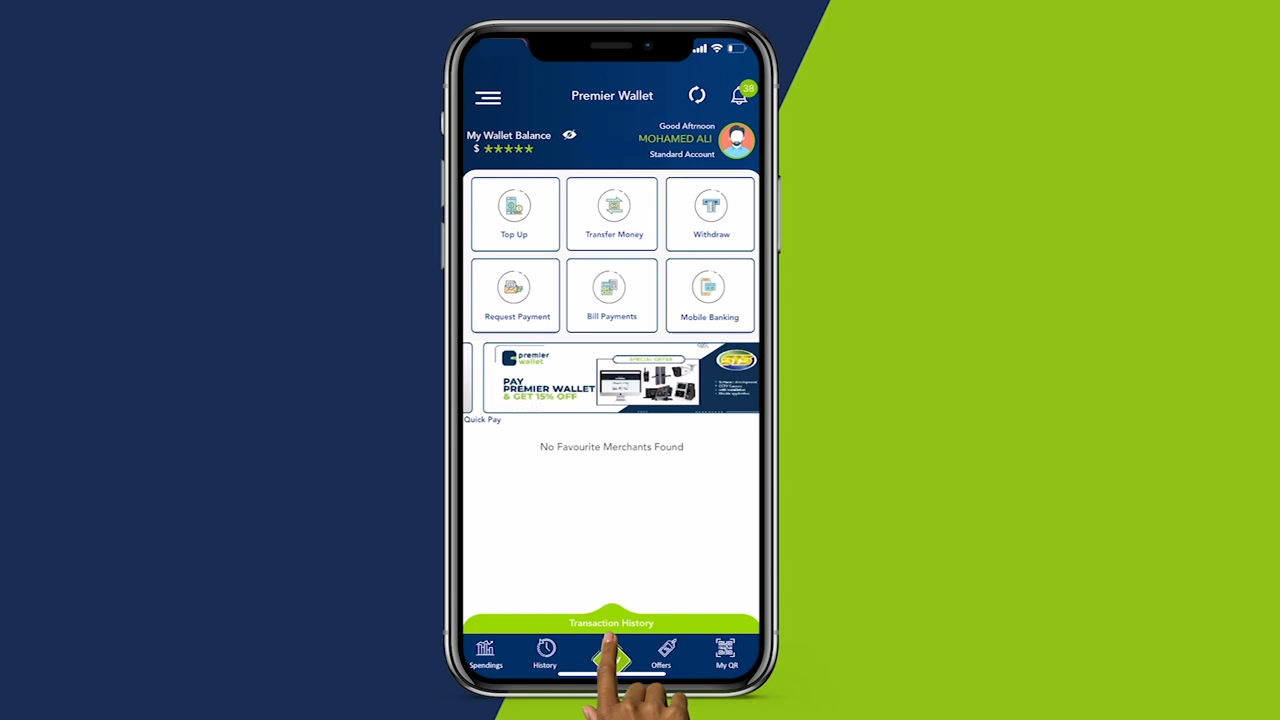 Premier Wallet
38
My Wallet Balance
$ *****
Good Aftrnoon
MOHAMED ALI
Standard Account
Top Up
Transfer Money
Withdraw
Request Payment
Bill Payments
Mobile Banking
premier
wallet
PAY
PREMIER WALLET
& GET 15% OFF
SPECIAL OFFER
STS
Quick Pay
No Favourite Merchants Found
Transaction History
Spendings
History
Offers
My QR